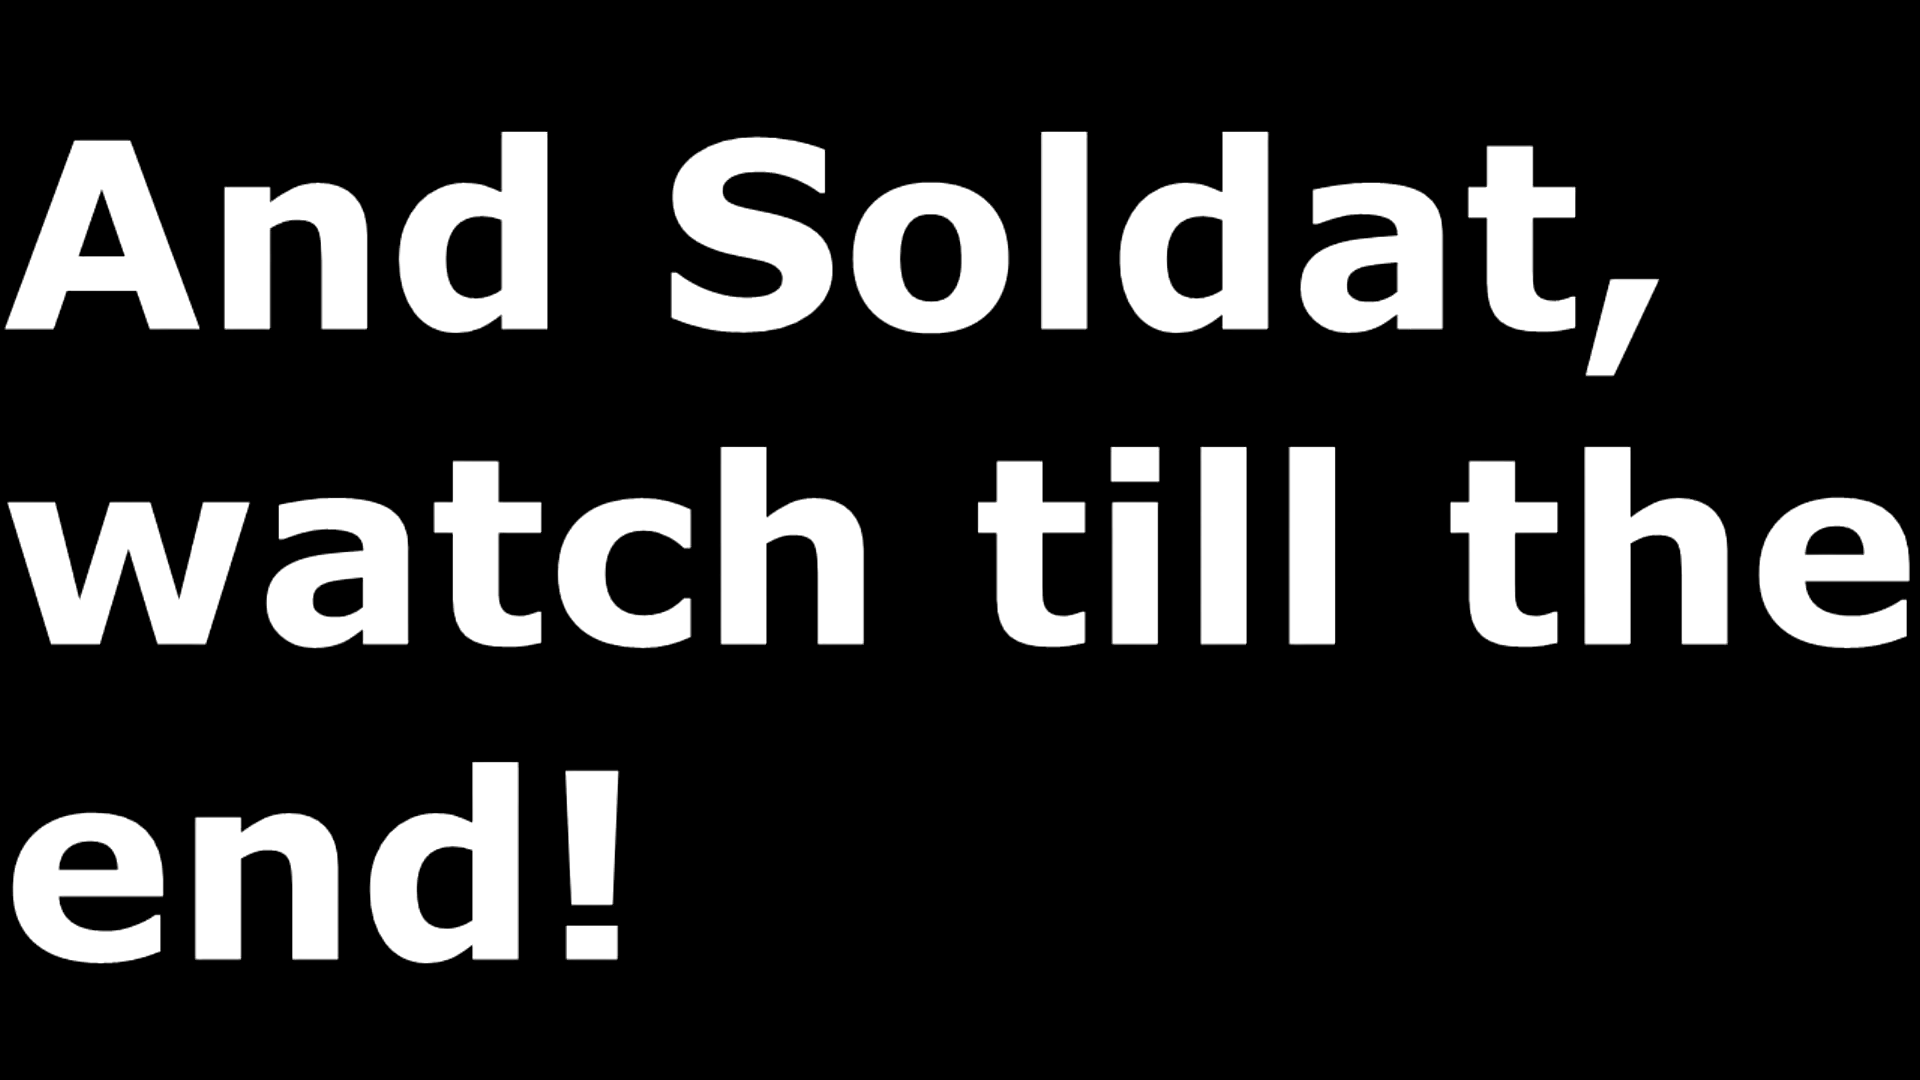 And Soldat,
watch till the
end!